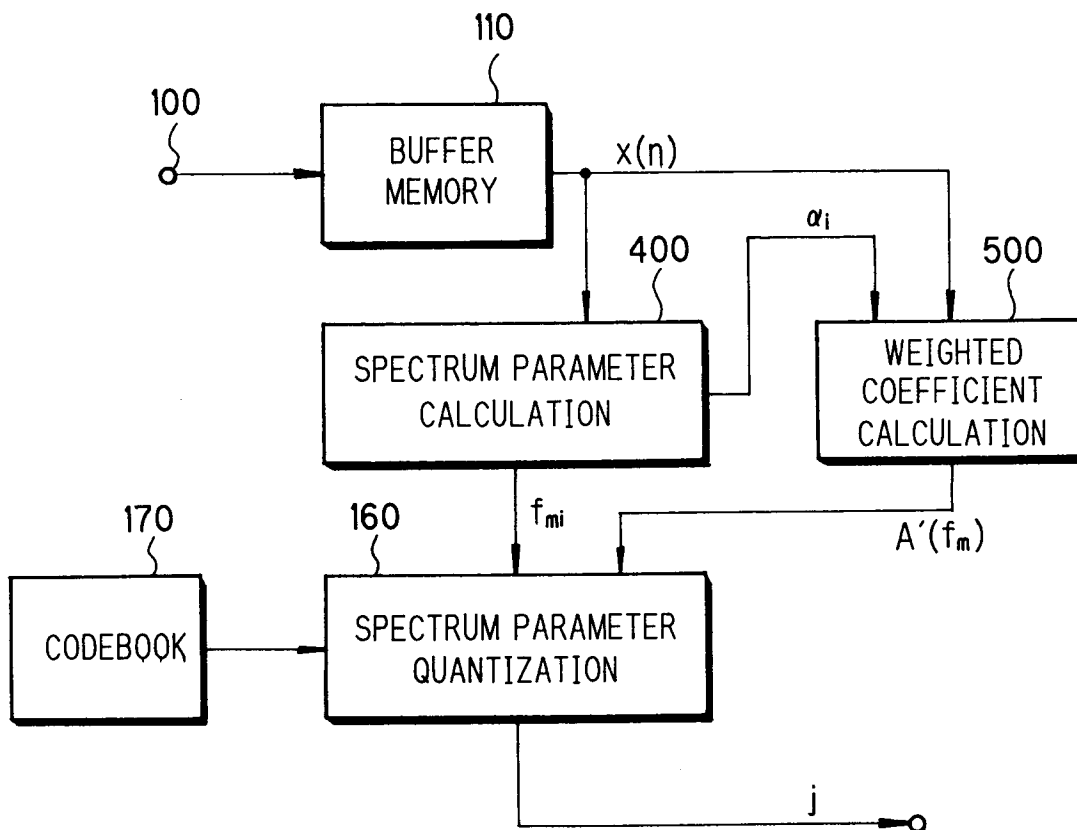 110
100
BUFFER
MEMORY
x(n)
αi
400
500
SPECTRUM PARAMETER
CALCULATION
WEIGHTED
COEFFICIENT
CALCULATION
170
160
fmi
A′(fm)
CODEBOOK
SPECTRUM PARAMETER
QUANTIZATION
j